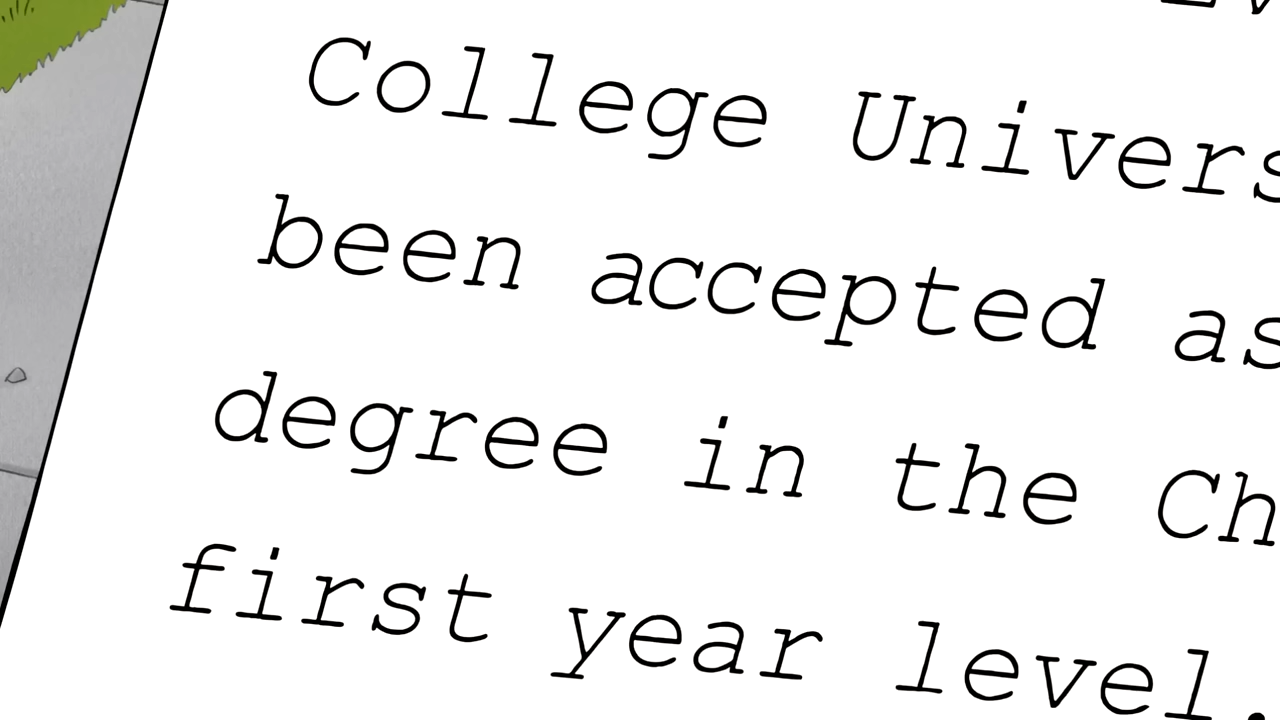 College Univers
been accepted as
degree in the Ch
first year level.